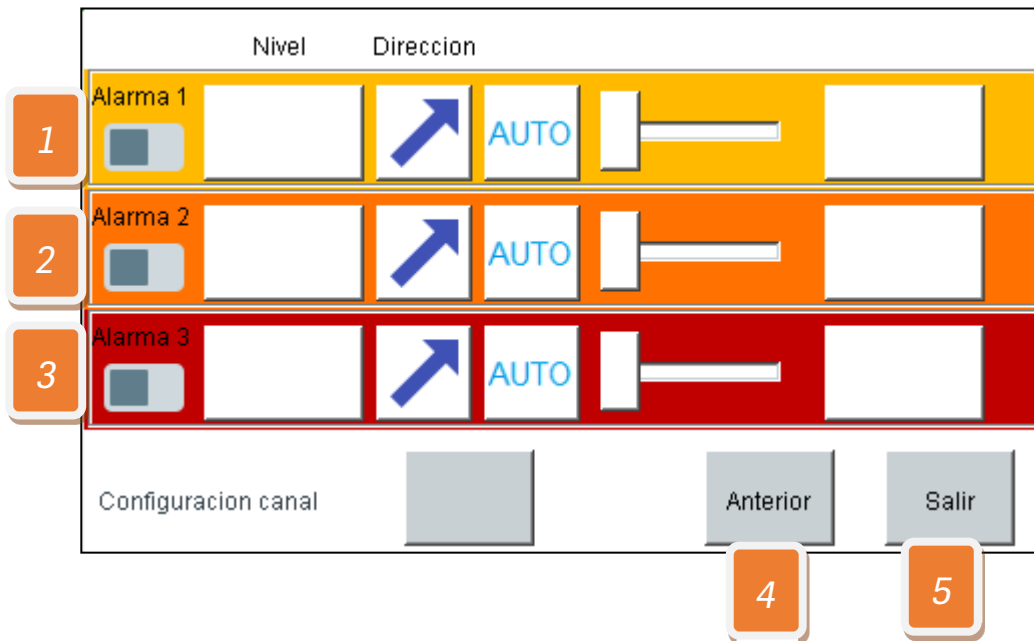 Nivel Direccion
Alarma 1
1
AUTO
Alarma 2
2
AUTO
Alarma 3
3
AUTO
Configuracion canal
Anterior
Salir
4
5